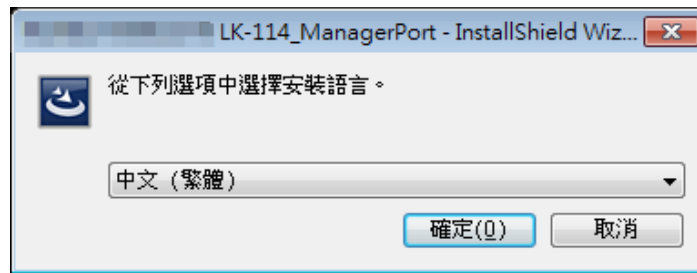 LK-114_ManagerPort - InstallShield Wiz...
從下列選項中選擇安裝語言。
中文 (繁體)
確定(O) 取消